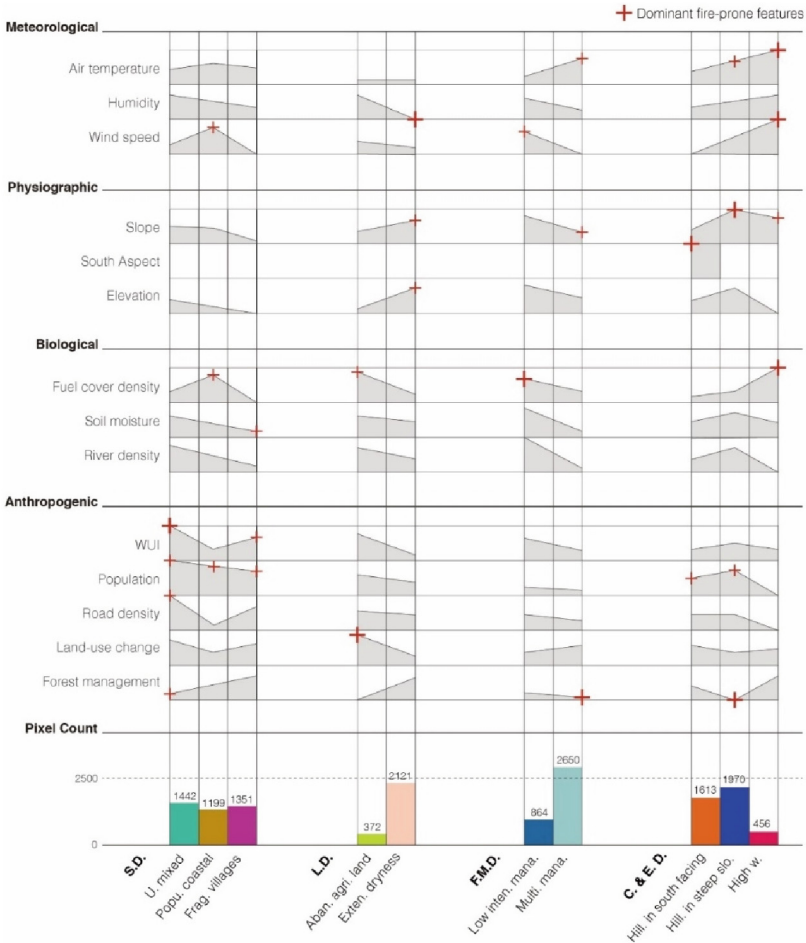 Dominant fire-prone features
Meteorological
Air temperature
Humidity
Wind speed
Physiographic
Slope
South Aspect
Elevation
Biological
Fuel cover density
Soil moisture
River density
Anthropogenic
WUI
Population
Road density
Land-use change
Forest management
Pixel Count
2500
0
1442
1199
1351
372
2121
864
2650
1613
1970
456
S.D.
U. mixed
Popu. coastal
Frag. villages
L.D.
Aban. agri. land
Exten. dryness
F.M.D.
Low inten. mana.
Multi. mana.
C. & E. D.
Hill. in south facing
Hill. in steep slo.
High w.